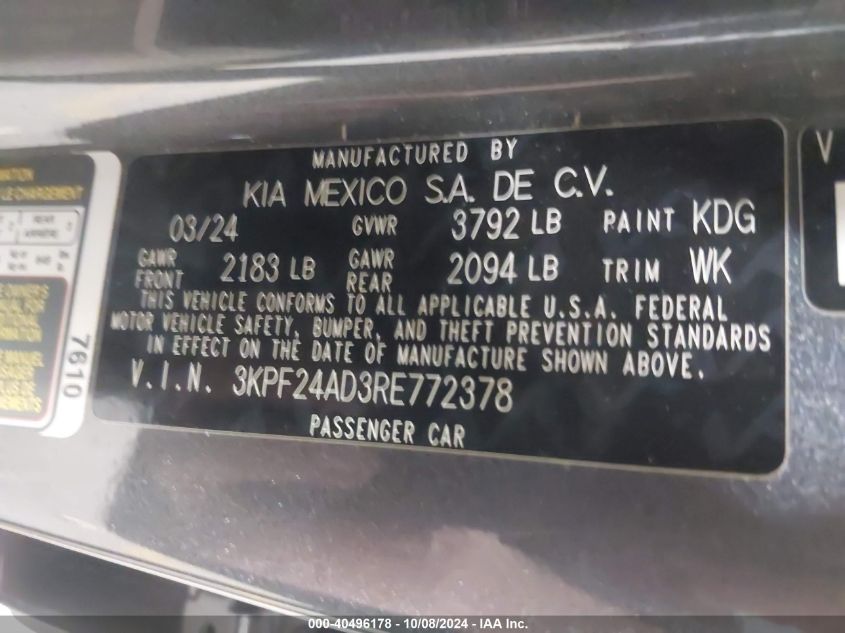 MANUFACTURED BY
KIA MEXICO S.A. DE C.V.
03/24 GVWR 3792 LB PAINT KDG
GAWR FRONT 2183 LB GAWR REAR 2094 LB TRIM WK
THIS VEHICLE CONFORMS TO ALL APPLICABLE U.S.A. FEDERAL
MOTOR VEHICLE SAFETY, BUMPER, AND THEFT PREVENTION STANDARDS
IN EFFECT ON THE DATE OF MANUFACTURE SHOWN ABOVE.
V.I.N. 3KPF24AD3RE772378
PASSENGER CAR
7610
V
000-40496178 - 10/08/2024 - IAA Inc.